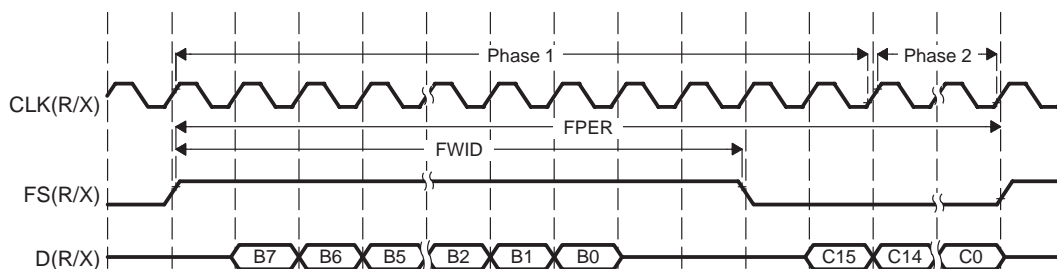 Phase 1 Phase 2
CLK(R/X)
FPER
FWID
FS(R/X)
D(R/X) B7 B6 B5 B2 B1 B0 C15 C14 C0